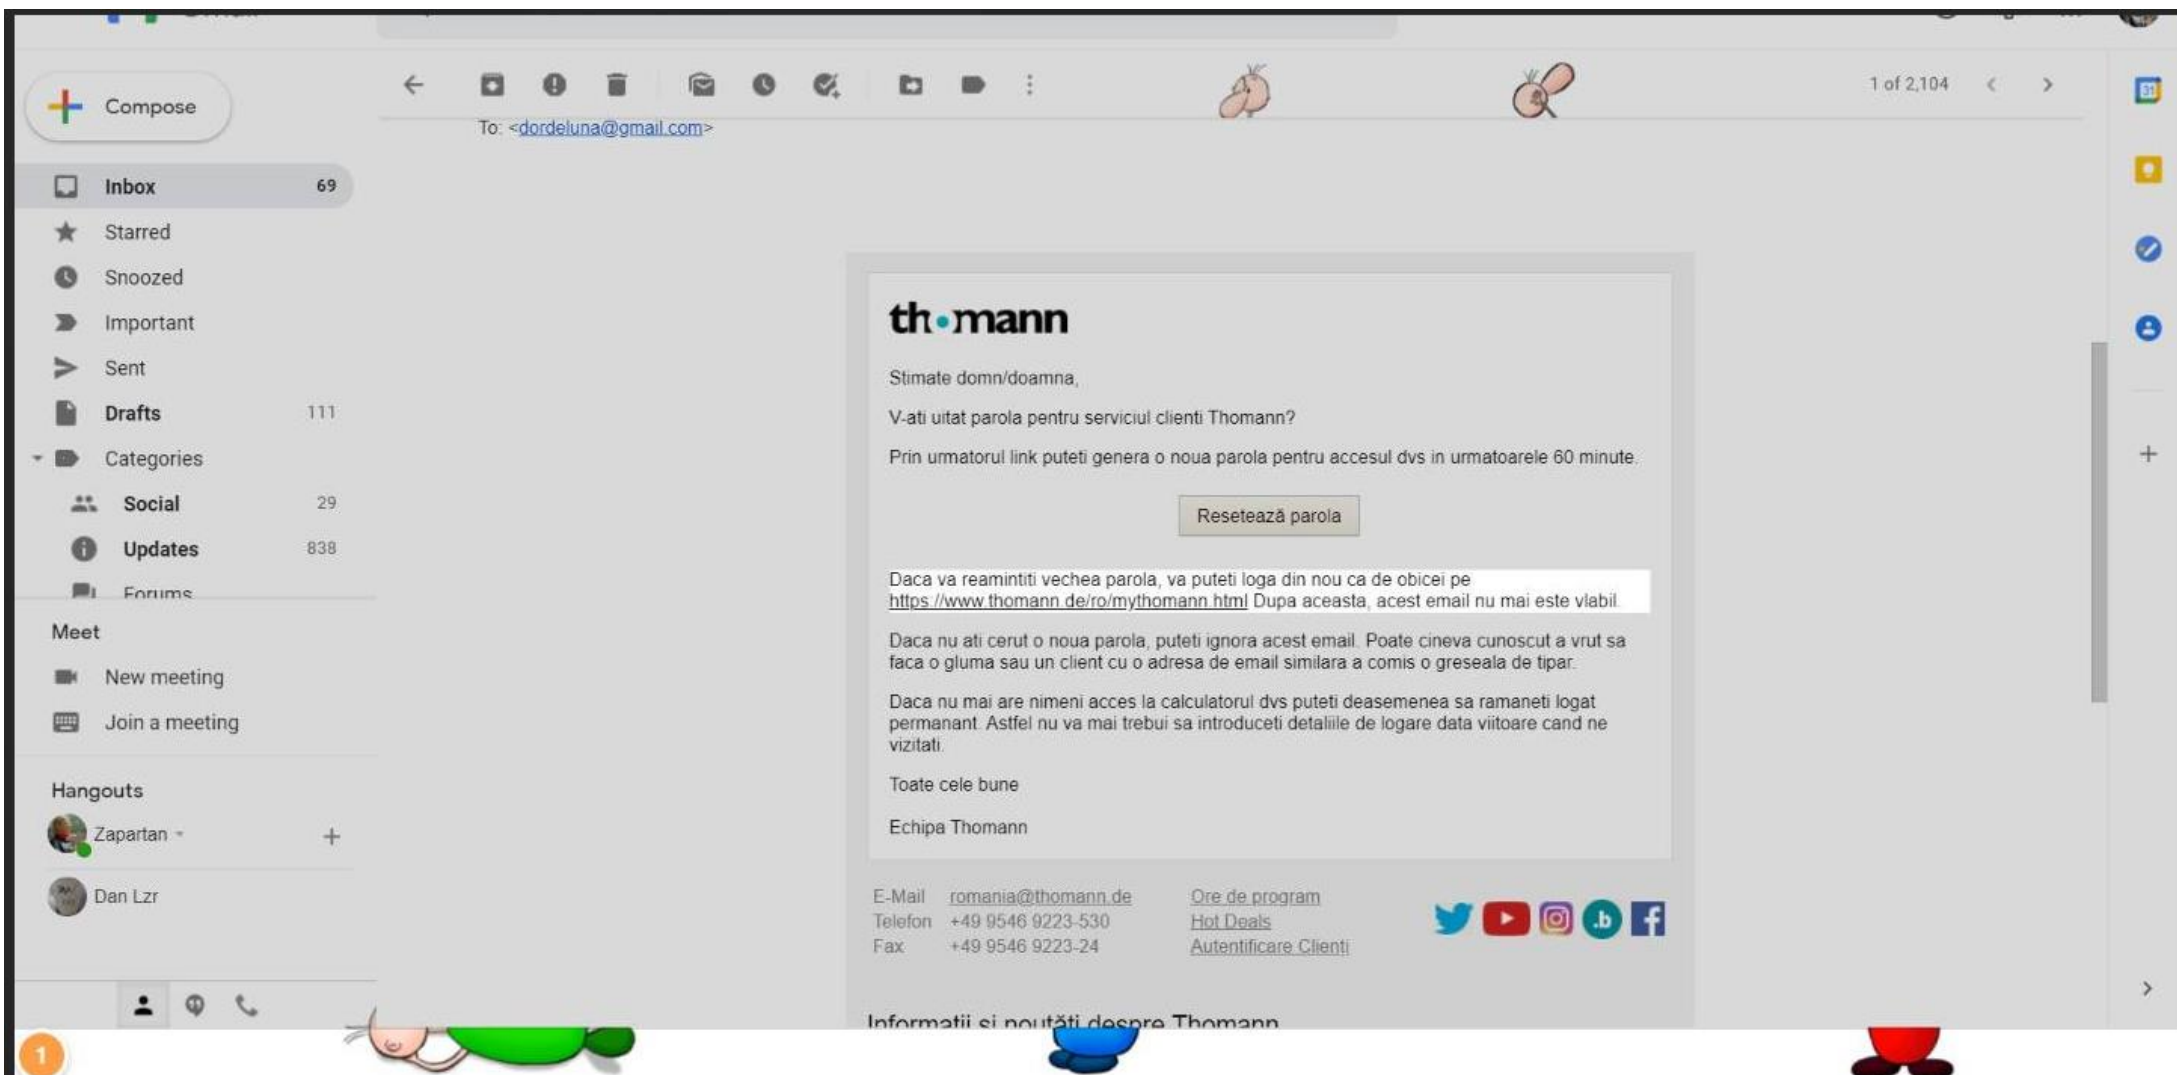 Compose
1 of 2,104
31
To: <dordeluna@gmail.com>
Inbox 69
Starred
Snoozed
Important
Sent
Drafts 111
Categories
Social 29
Updates 838
Forums
Meet
New meeting
Join a meeting
Hangouts
Zapartan
Dan Lzr
thomann
Stimate domn/doamna,
V-ati uitat parola pentru serviciul clienti Thomann?
Prin urmatorul link puteti genera o noua parola pentru accesul dvs in urmatoarele 60 minute.
Resetează parola
Daca va reamintiti vechea parola, va puteti loga din nou ca de obicei pe
https://www.thomann.de/ro/mythomann.html Dupa aceasta, acest email nu mai este vlabil.
Daca nu ati cerut o noua parola, puteti ignora acest email. Poate cineva cunoscut a vrut sa
faca o gluma sau un client cu o adresa de email similara a comis o greseala de tipar.
Daca nu mai are nimeni acces la calculatorul dvs puteti deasemenea sa ramaneti logat
permanant. Astfel nu va mai trebui sa introduceti detaliile de logare data viitoare cand ne
vizitati.
Toate cele bune
Echipa Thomann
E-Mail romania@thomann.de
Telefon +49 9546 9223-530
Fax +49 9546 9223-24
Ore de program
Hot Deals
Autentificare Clienți
.b
Informații și noutăți despre Thomann
1